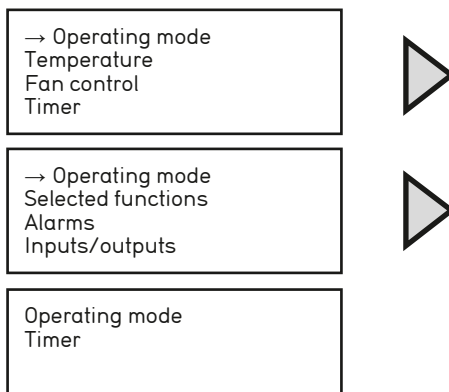 → Operating mode
Temperature
Fan control
Timer
→ Operating mode
Selected functions
Alarms
Inputs/outputs
Operating mode
Timer